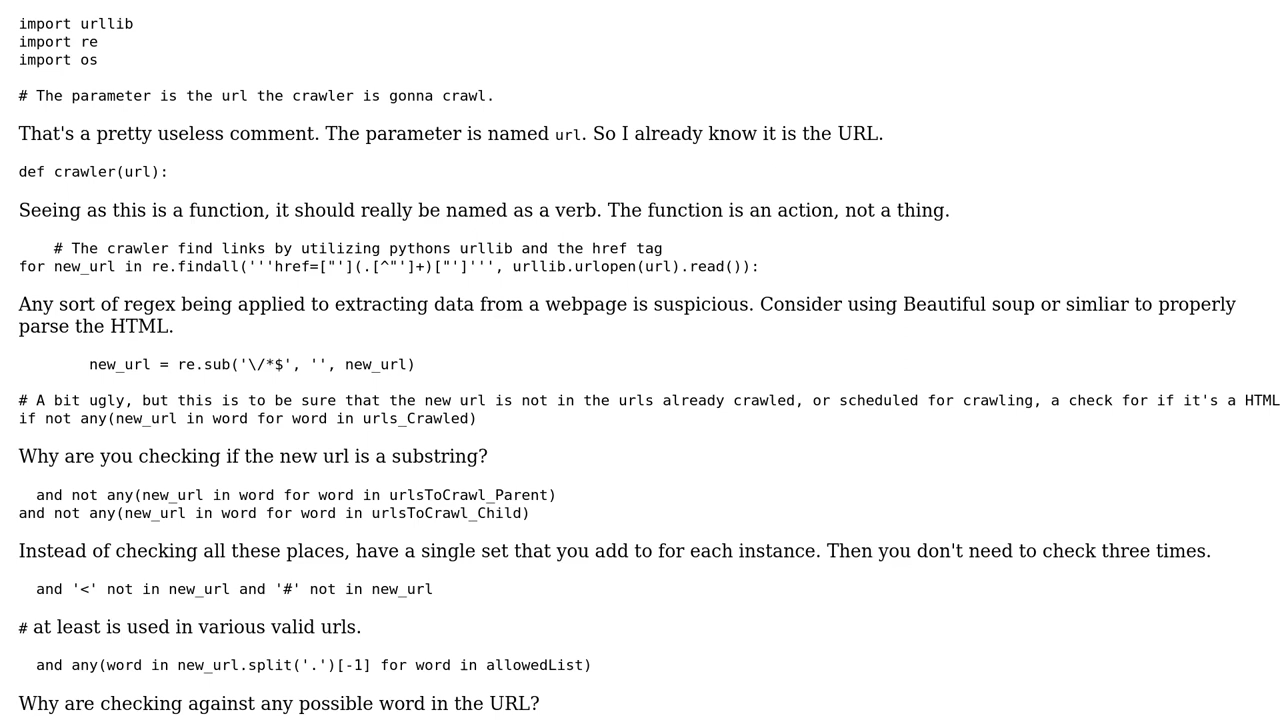 import urllib
import re
import os
# The parameter is the url the crawler is gonna crawl.
That's a pretty useless comment. The parameter is named url. So I already know it is the URL.
def crawler(url):
Seeing as this is a function, it should really be named as a verb. The function is an action, not a thing.
    # The crawler find links by utilizing pythons urllib and the href tag
for new_url in re.findall('''href=["'](.[^"']+)["']''', urllib.urlopen(url).read()):
Any sort of regex being applied to extracting data from a webpage is suspicious. Consider using Beautiful soup or simliar to properly
parse the HTML.
        new_url = re.sub('\/*$', '', new_url)
# A bit ugly, but this is to be sure that the new url is not in the urls already crawled, or scheduled for crawling, a check for if it's a HTML
if not any(new_url in word for word in urls_Crawled)
Why are you checking if the new url is a substring?
  and not any(new_url in word for word in urlsToCrawl_Parent)
and not any(new_url in word for word in urlsToCrawl_Child)
Instead of checking all these places, have a single set that you add to for each instance. Then you don't need to check three times.
  and '<' not in new_url and '#' not in new_url
# at least is used in various valid urls.
  and any(word in new_url.split('.')[-1] for word in allowedList)
Why are checking against any possible word in the URL?